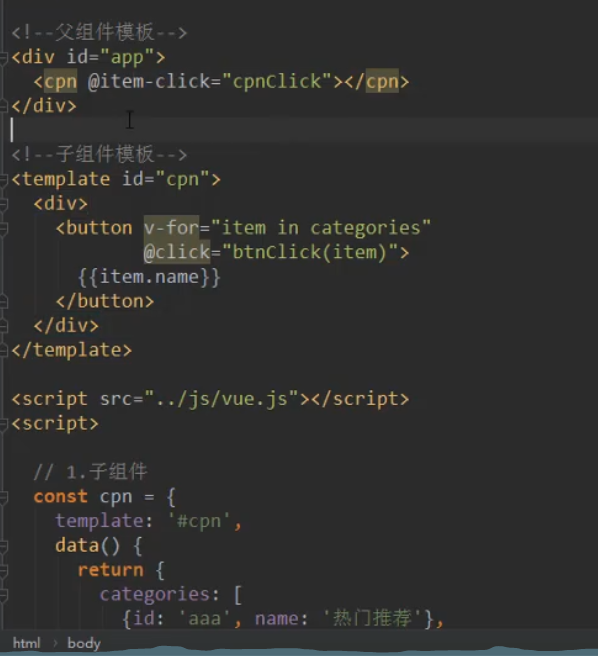 <!--父组件模板-->
<div id="app">
<cpn @item-click="cpnClick"></cpn>
</div>
<!--子组件模板-->
<template id="cpn">
<div>
<button v-for="item in categories"
@click="btnClick(item)">
{{item.name}}
</button>
</div>
</template>
<script src="../js/vue.js"></script>
<script>
// 1.子组件
const cpn = {
template: '#cpn',
data() {
return {
categories: [
{id: 'aaa', name: '热门推荐'},
html › body